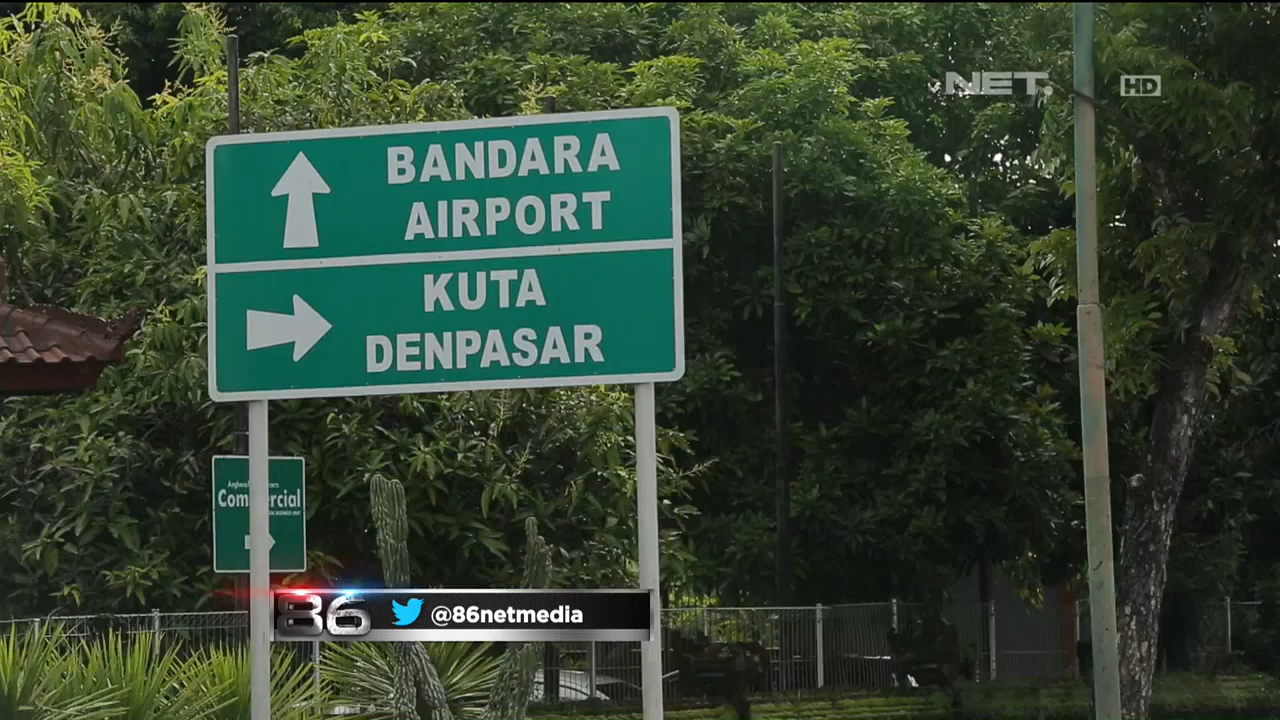 NET.
HD
BANDARA
AIRPORT
KUTA
DENPASAR
Commercial
86 @86netmedia